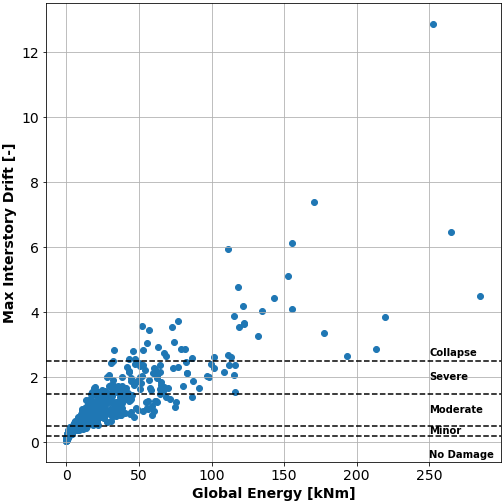 12
10
8
6
4
2
0
Max Interstory Drift [-]
Collapse
Severe
Moderate
Minor
No Damage
0 50 100 150 200 250
Global Energy [kNm]